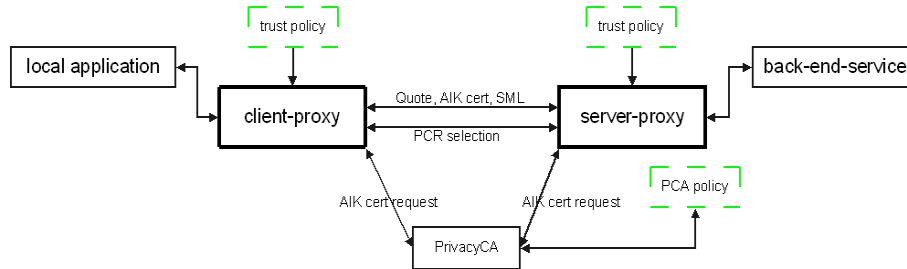 trust policy
trust policy
local application
back-end-service
client-proxy
Quote, AIK cert, SML
server-proxy
PCR selection
PCA policy
AIK cert request
AIK cert request
PrivacyCA